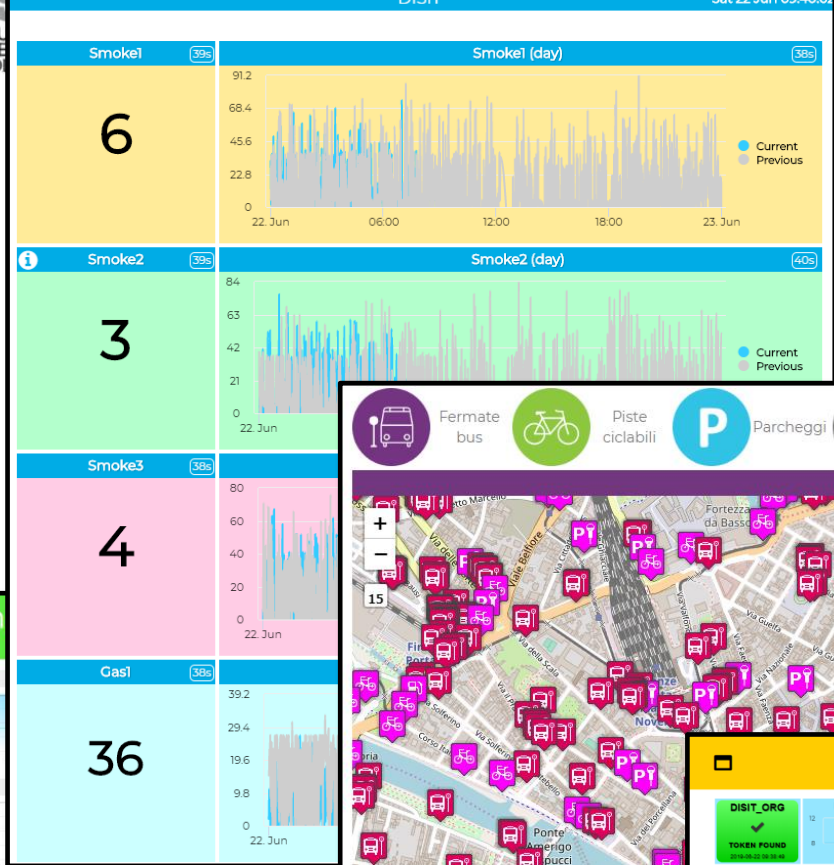 Smoke1 39s
Smoke1 (day) 38s
6
91.2
68.4
45.6
22.8
0
22. Jun 06:00 12:00 18:00 23. Jun
Current
Previous
Smoke2 39s
Smoke2 (day) 40s
3
84
63
42
21
0
22. Jun
Current
Previous
Smoke3 38s
4
80
60
40
20
0
22. Jun
Gas1 38s
36
39.2
29.4
19.6
9.8
0
22. Jun
Fermate bus
Piste ciclabili
P
Parcheggi
+
−
15
Viale Belfiore
Fortezza
Via Guelfa
Via della Scala
Via Nazionale
Via Faenza
Via Solferino
Corso
Ponte
Amerigo
DISIT_ORG
TOKEN FOUND
12
8